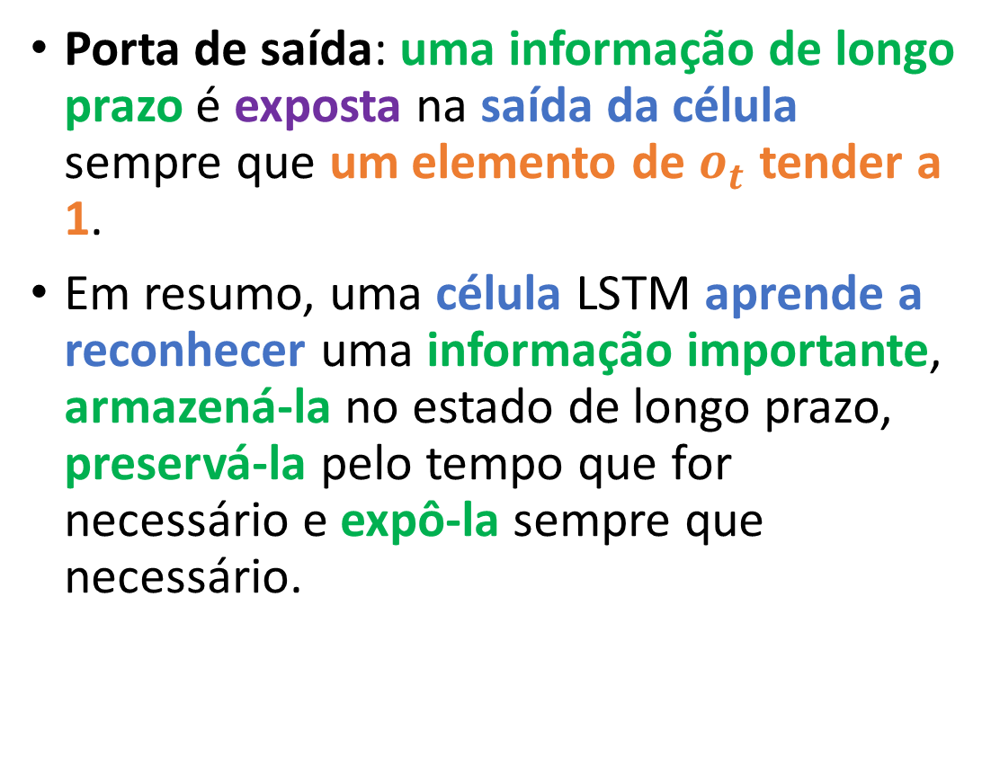 • Porta de saída: uma informação de longo
prazo é exposta na saída da célula
sempre que um elemento de oₜ tender a
1.
• Em resumo, uma célula LSTM aprende a
reconhecer uma informação importante,
armazená-la no estado de longo prazo,
preservá-la pelo tempo que for
necessário e expô-la sempre que
necessário.